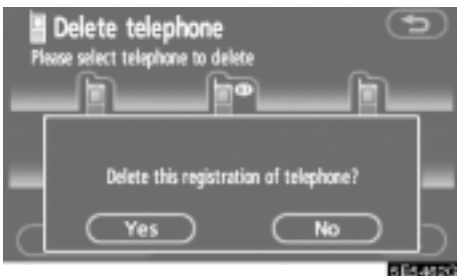 Delete telephone
Please select telephone to delete
Delete this registration of telephone?
Yes No